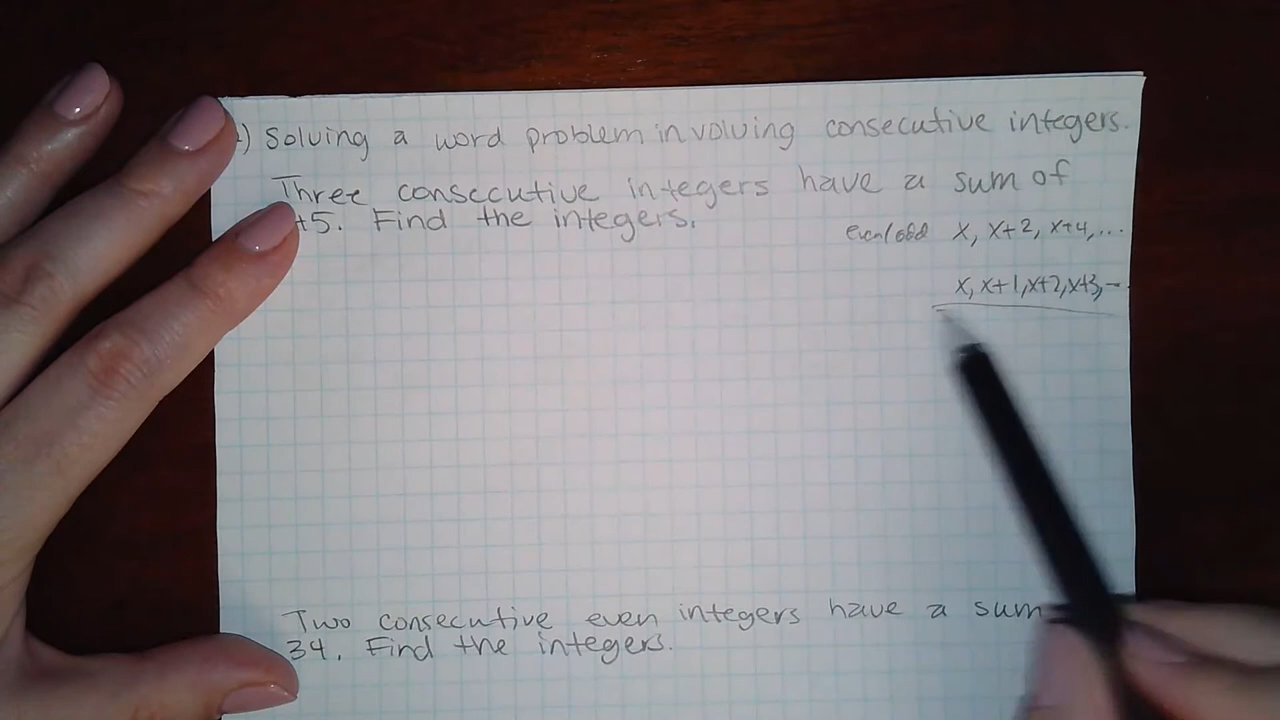 ) Solving a word problem involving consecutive integers.
Three consecutive integers have a sum of
5. Find the integers.
even/odd x, x+2, x+4,...
x, x+1, x+2, x+3, ...
Two consecutive even integers have a sum
34. Find the integers.